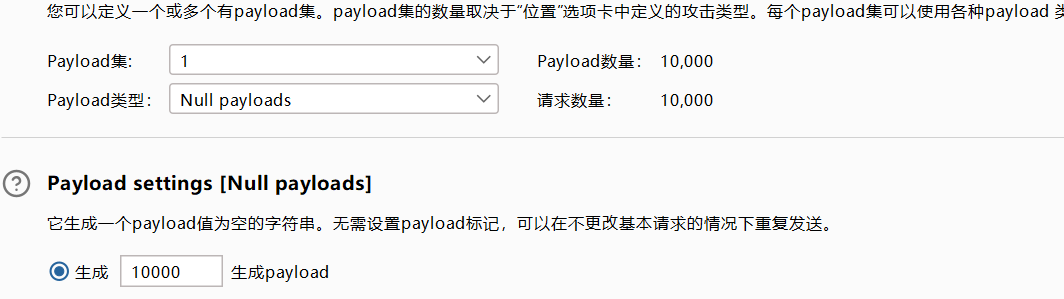 您可以定义一个或多个有payload集。payload集的数量取决于“位置”选项卡中定义的攻击类型。每个payload集可以使用各种payload 类
Payload集: 1 Payload数量: 10,000
Payload类型: Null payloads 请求数量: 10,000
Payload settings [Null payloads]
它生成一个payload值为空的字符串。无需设置payload标记，可以在不更改基本请求的情况下重复发送。
生成 10000 生成payload